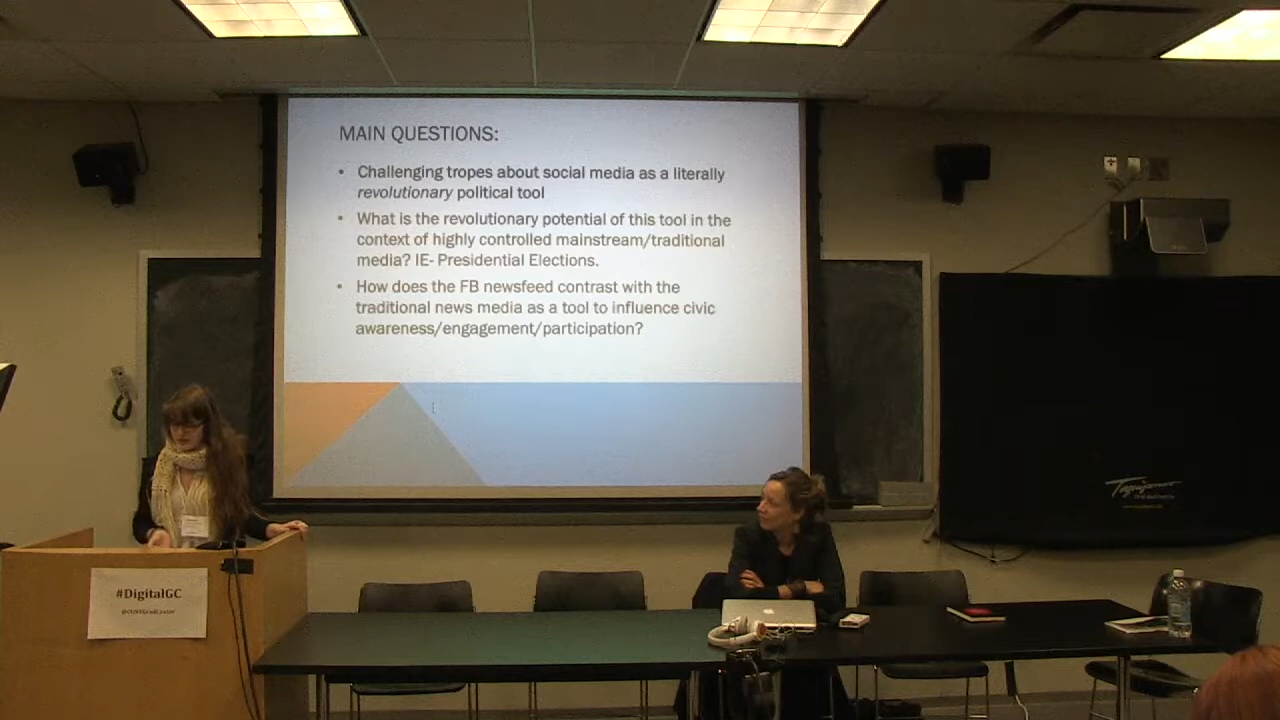 MAIN QUESTIONS:
• Challenging tropes about social media as a literally
revolutionary political tool
• What is the revolutionary potential of this tool in the
context of highly controlled mainstream/traditional
media? IE- Presidential Elections.
• How does the FB newsfeed contrast with the
traditional news media as a tool to influence civic
awareness/engagement/participation?
#DigitalGC